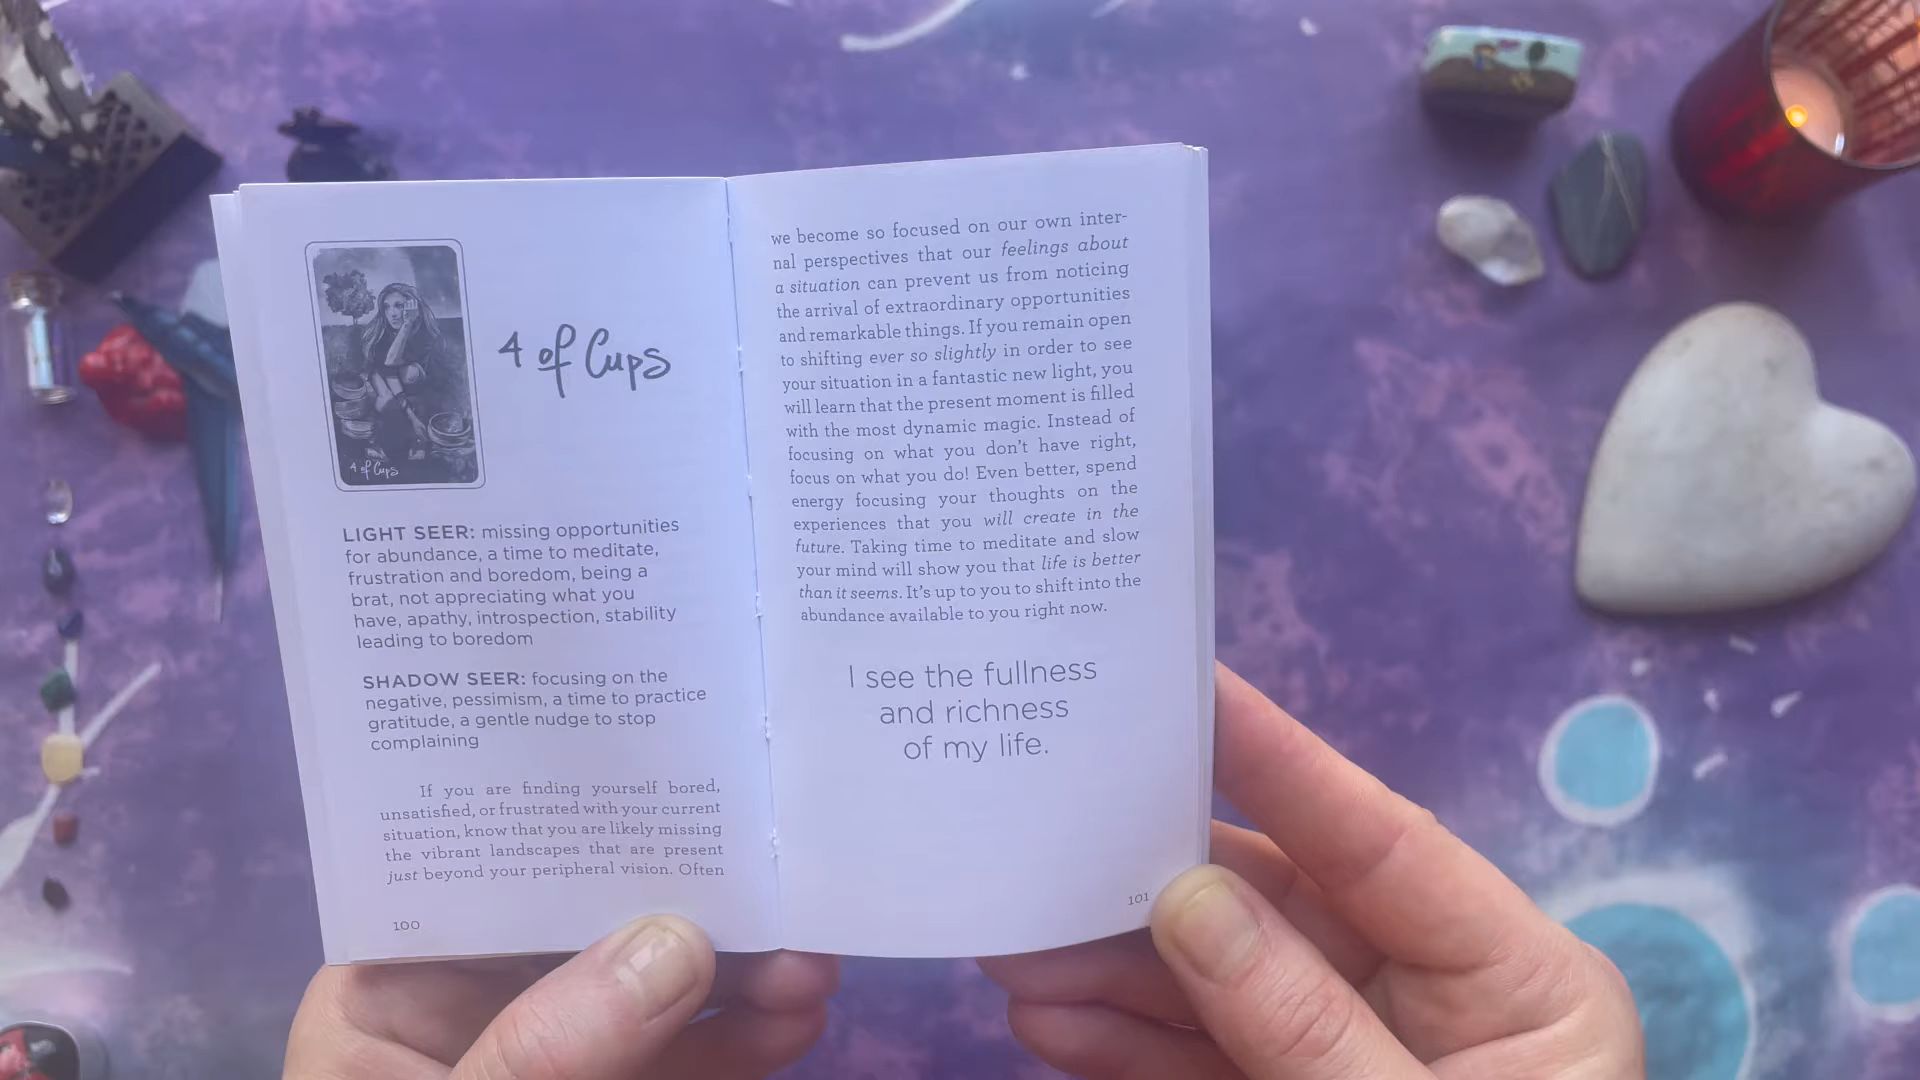 4 of Cups
4 of Cups
LIGHT SEER: missing opportunities
for abundance, a time to meditate,
frustration and boredom, being a
brat, not appreciating what you
have, apathy, introspection, stability
leading to boredom
SHADOW SEER: focusing on the
negative, pessimism, a time to practice
gratitude, a gentle nudge to stop
complaining
If you are finding yourself bored,
unsatisfied, or frustrated with your current
situation, know that you are likely missing
the vibrant landscapes that are present
just beyond your peripheral vision. Often
100
we become so focused on our own inter-
nal perspectives that our feelings about
a situation can prevent us from noticing
the arrival of extraordinary opportunities
and remarkable things. If you remain open
to shifting ever so slightly in order to see
your situation in a fantastic new light, you
will learn that the present moment is filled
with the most dynamic magic. Instead of
focusing on what you don't have right,
focus on what you do! Even better, spend
energy focusing your thoughts on the
experiences that you will create in the
future. Taking time to meditate and slow
your mind will show you that life is better
than it seems. It's up to you to shift into the
abundance available to you right now.
I see the fullness
and richness
of my life.
101